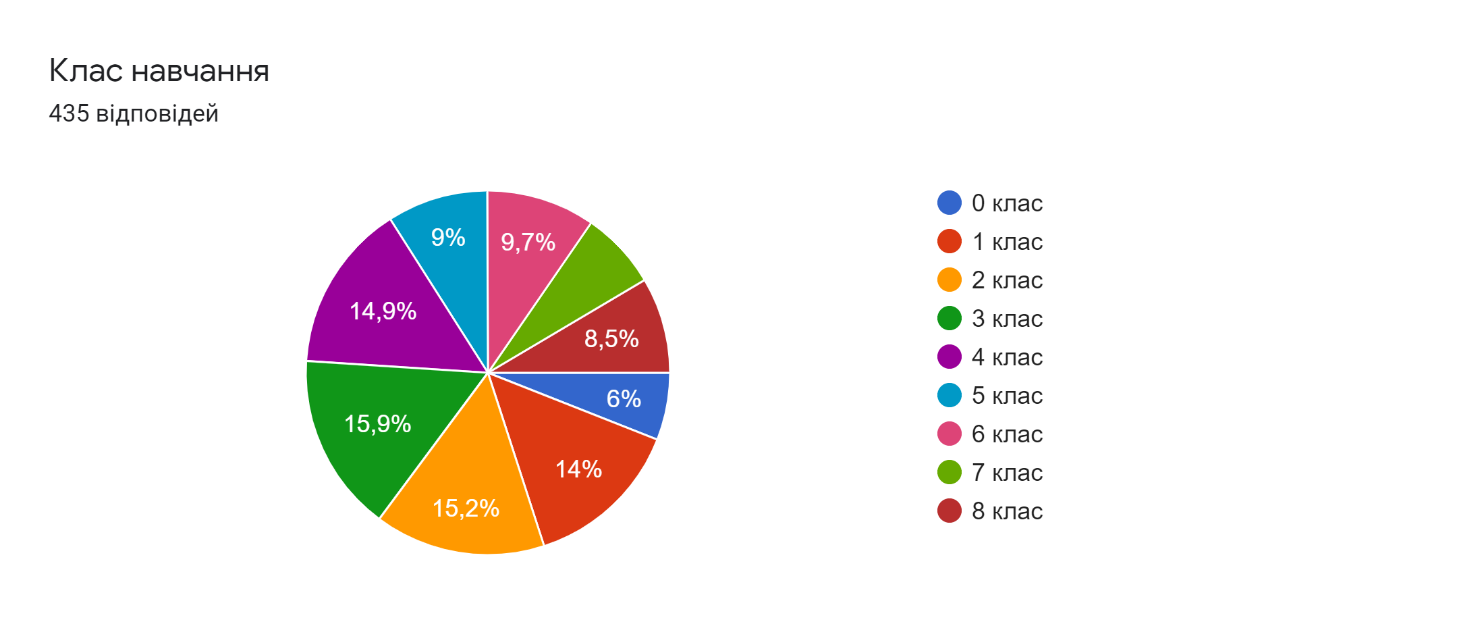 Клас навчання
435 відповідей
9%
9,7%
14,9%
8,5%
6%
15,9%
14%
15,2%
0 клас
1 клас
2 клас
3 клас
4 клас
5 клас
6 клас
7 клас
8 клас